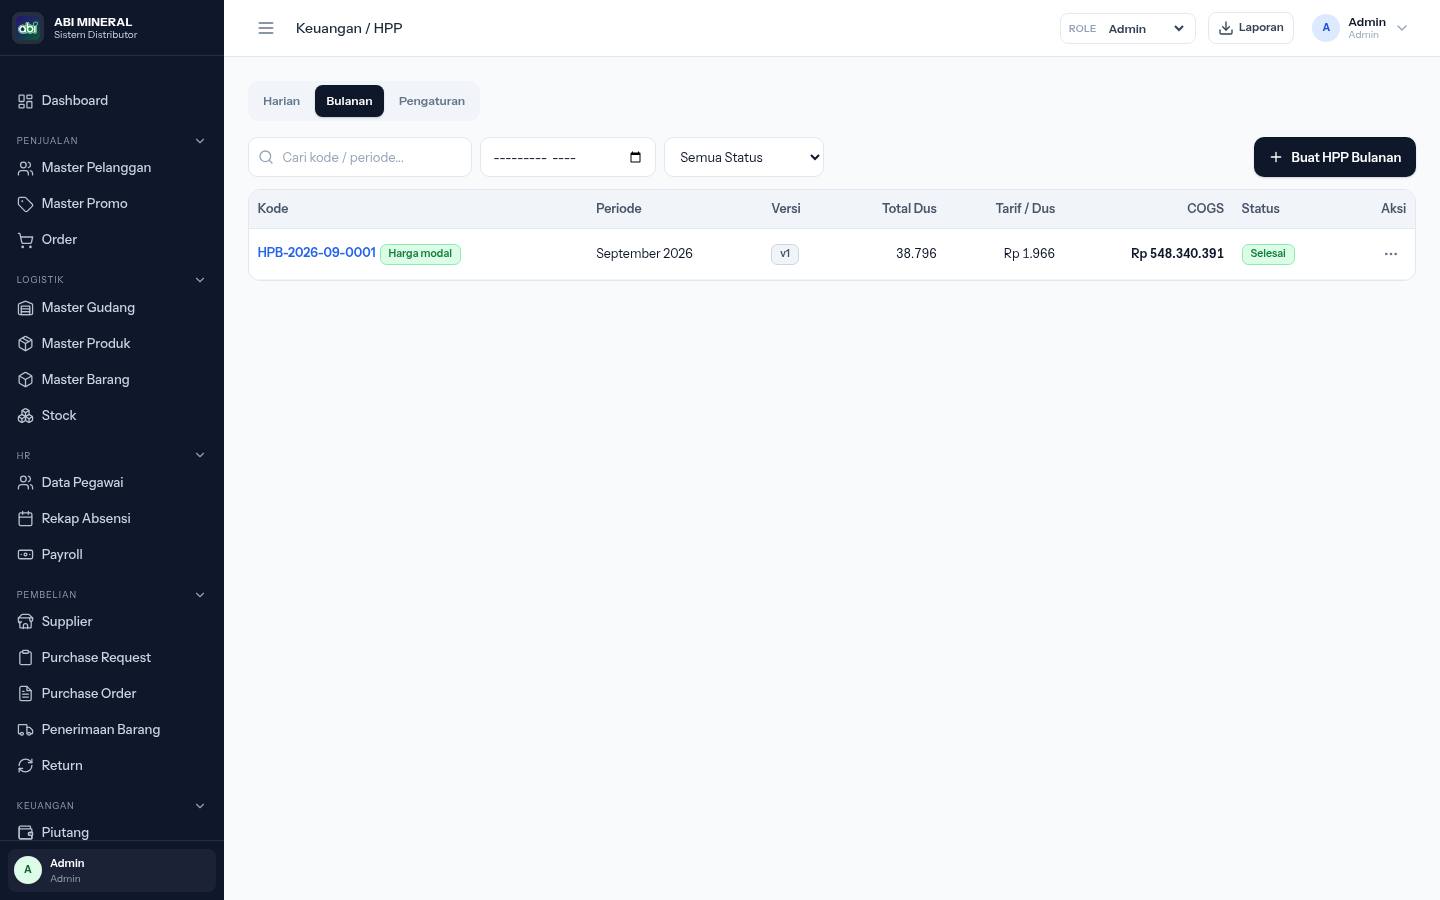 abi
ABI MINERAL
Sistem Distributor
Dashboard
PENJUALAN
Master Pelanggan
Master Promo
Order
LOGISTIK
Master Gudang
Master Produk
Master Barang
Stock
HR
Data Pegawai
Rekap Absensi
Payroll
PEMBELIAN
Supplier
Purchase Request
Purchase Order
Penerimaan Barang
Return
KEUANGAN
Piutang
A
Admin
Admin
Keuangan / HPP
ROLE Admin
Laporan
A
Admin
Admin
Harian Bulanan Pengaturan
Cari kode / periode...
--------- ----
Semua Status
+ Buat HPP Bulanan
Kode Periode Versi Total Dus Tarif / Dus COGS Status Aksi
HPB-2026-09-0001 Harga modal September 2026 v1 38.796 Rp 1.966 Rp 548.340.391 Selesai ...